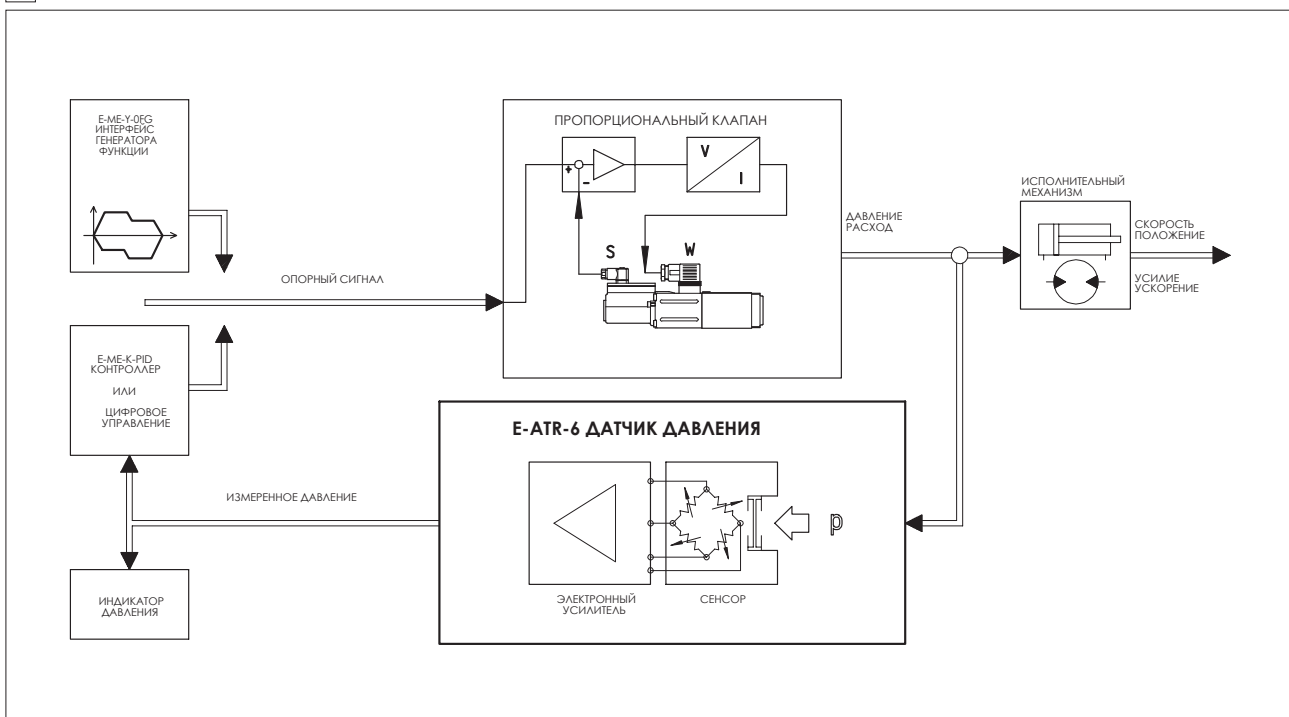 E-ME-Y-0FG
ИНТЕРФЕЙС
ГЕНЕРАТОРА
ФУНКЦИИ
ОПОРНЫЙ СИГНАЛ
E-ME-K-PID
КОНТРОЛЛЕР
ИЛИ
ЦИФРОВОЕ
УПРАВЛЕНИЕ
ИЗМЕРЕННОЕ ДАВЛЕНИЕ
ИНДИКАТОР
ДАВЛЕНИЯ
ПРОПОРЦИОНАЛЬНЫЙ КЛАПАН
+
-
V
I
S
W
ДАВЛЕНИЕ
РАСХОД
ИСПОЛНИТЕЛЬНЫЙ
МЕХАНИЗМ
СКОРОСТЬ
ПОЛОЖЕНИЕ
УСИЛИЕ
УСКОРЕНИЕ
E-ATR-6 ДАТЧИК ДАВЛЕНИЯ
p
ЭЛЕКТРОННЫЙ
УСИЛИТЕЛЬ
СЕНСОР